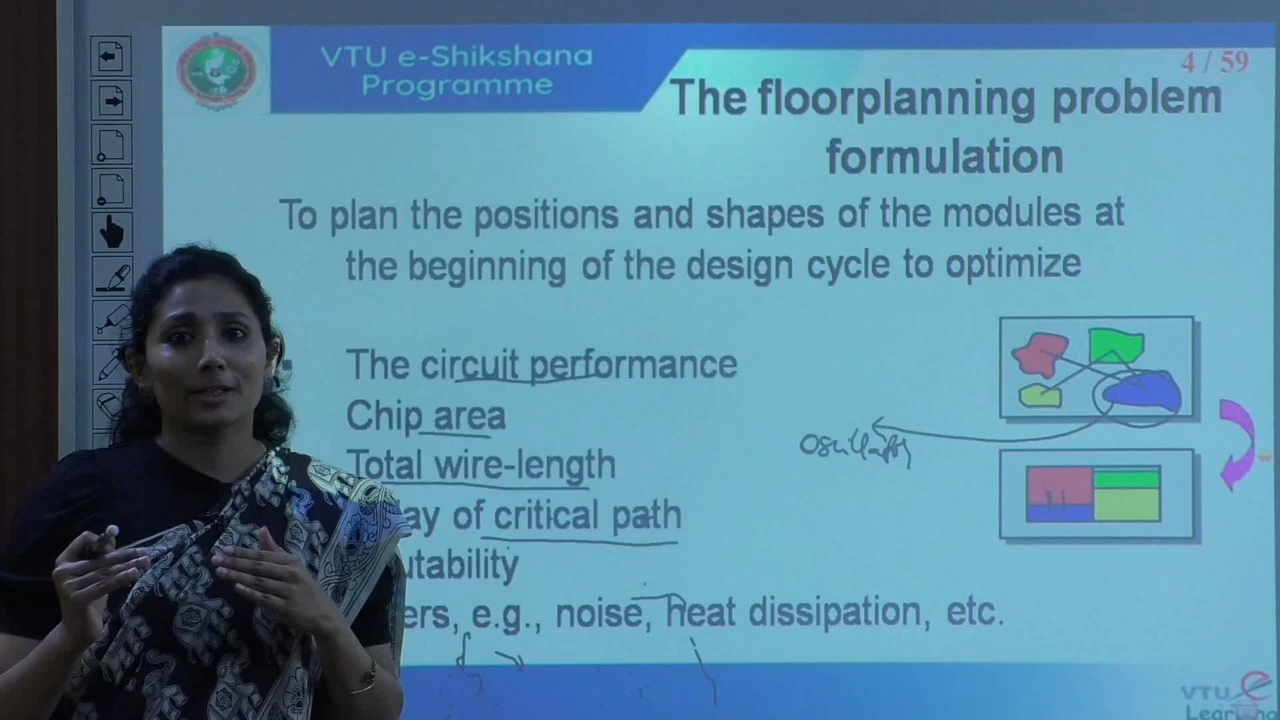 VTU e-Shikshana
Programme
4 / 59
The floorplanning problem
formulation
To plan the positions and shapes of the modules at
the beginning of the design cycle to optimize
The circuit performance
Chip area
Total wire-length
ay of critical path
utability
ers, e.g., noise, heat dissipation, etc.
VTU e
Learning